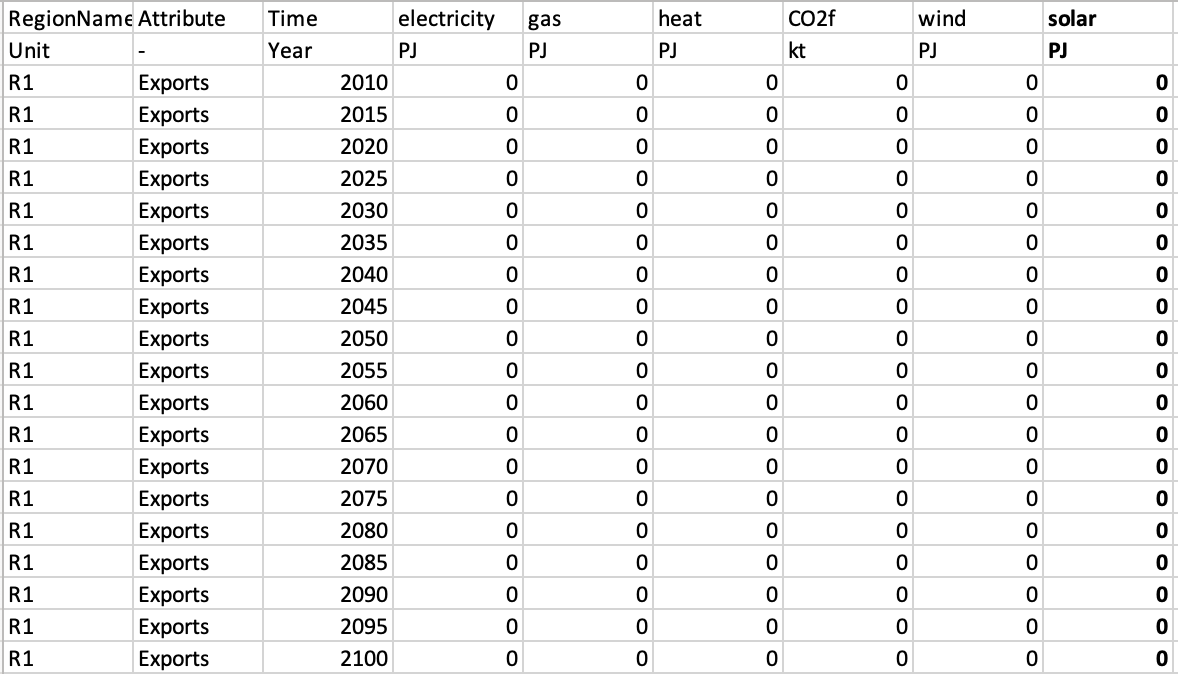 RegionName Attribute Time electricity gas heat CO2f wind solar
Unit - Year PJ PJ PJ kt PJ PJ
R1 Exports 2010 0 0 0 0 0 0
R1 Exports 2015 0 0 0 0 0 0
R1 Exports 2020 0 0 0 0 0 0
R1 Exports 2025 0 0 0 0 0 0
R1 Exports 2030 0 0 0 0 0 0
R1 Exports 2035 0 0 0 0 0 0
R1 Exports 2040 0 0 0 0 0 0
R1 Exports 2045 0 0 0 0 0 0
R1 Exports 2050 0 0 0 0 0 0
R1 Exports 2055 0 0 0 0 0 0
R1 Exports 2060 0 0 0 0 0 0
R1 Exports 2065 0 0 0 0 0 0
R1 Exports 2070 0 0 0 0 0 0
R1 Exports 2075 0 0 0 0 0 0
R1 Exports 2080 0 0 0 0 0 0
R1 Exports 2085 0 0 0 0 0 0
R1 Exports 2090 0 0 0 0 0 0
R1 Exports 2095 0 0 0 0 0 0
R1 Exports 2100 0 0 0 0 0 0